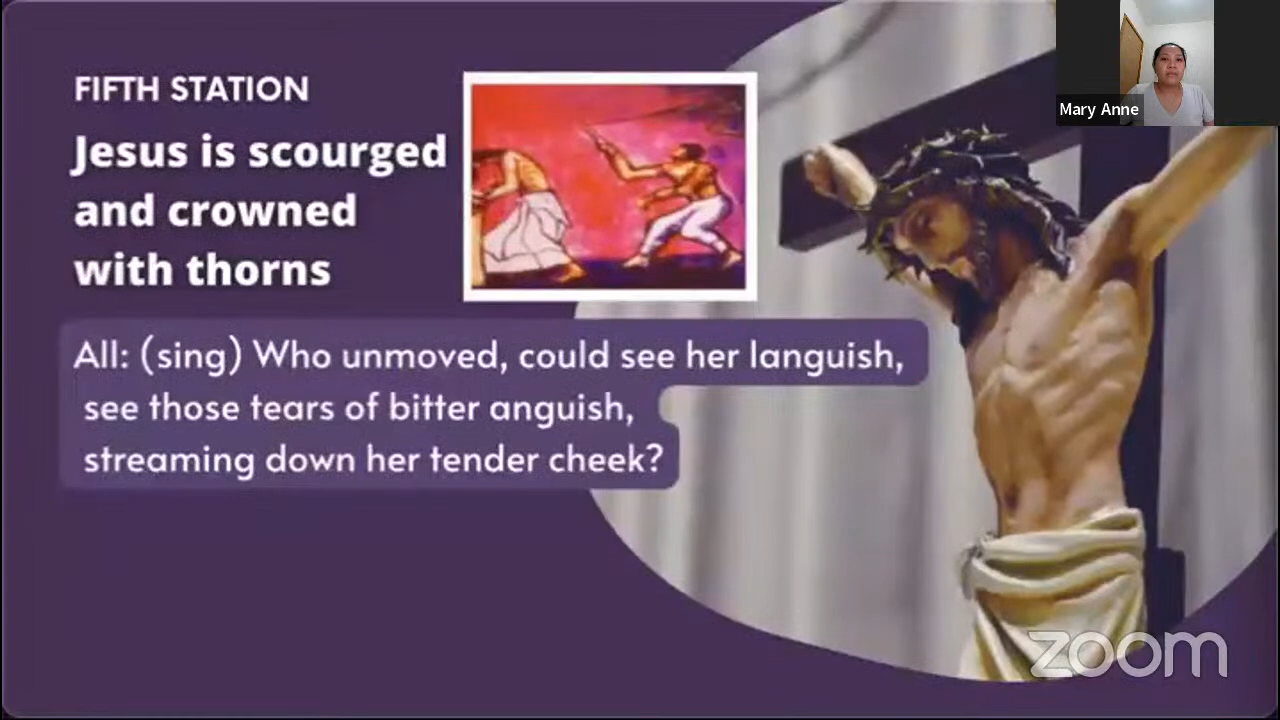 FIFTH STATION
Jesus is scourged
and crowned
with thorns
All: (sing) Who unmoved, could see her languish,
see those tears of bitter anguish,
streaming down her tender cheek?
Mary Anne
zoom